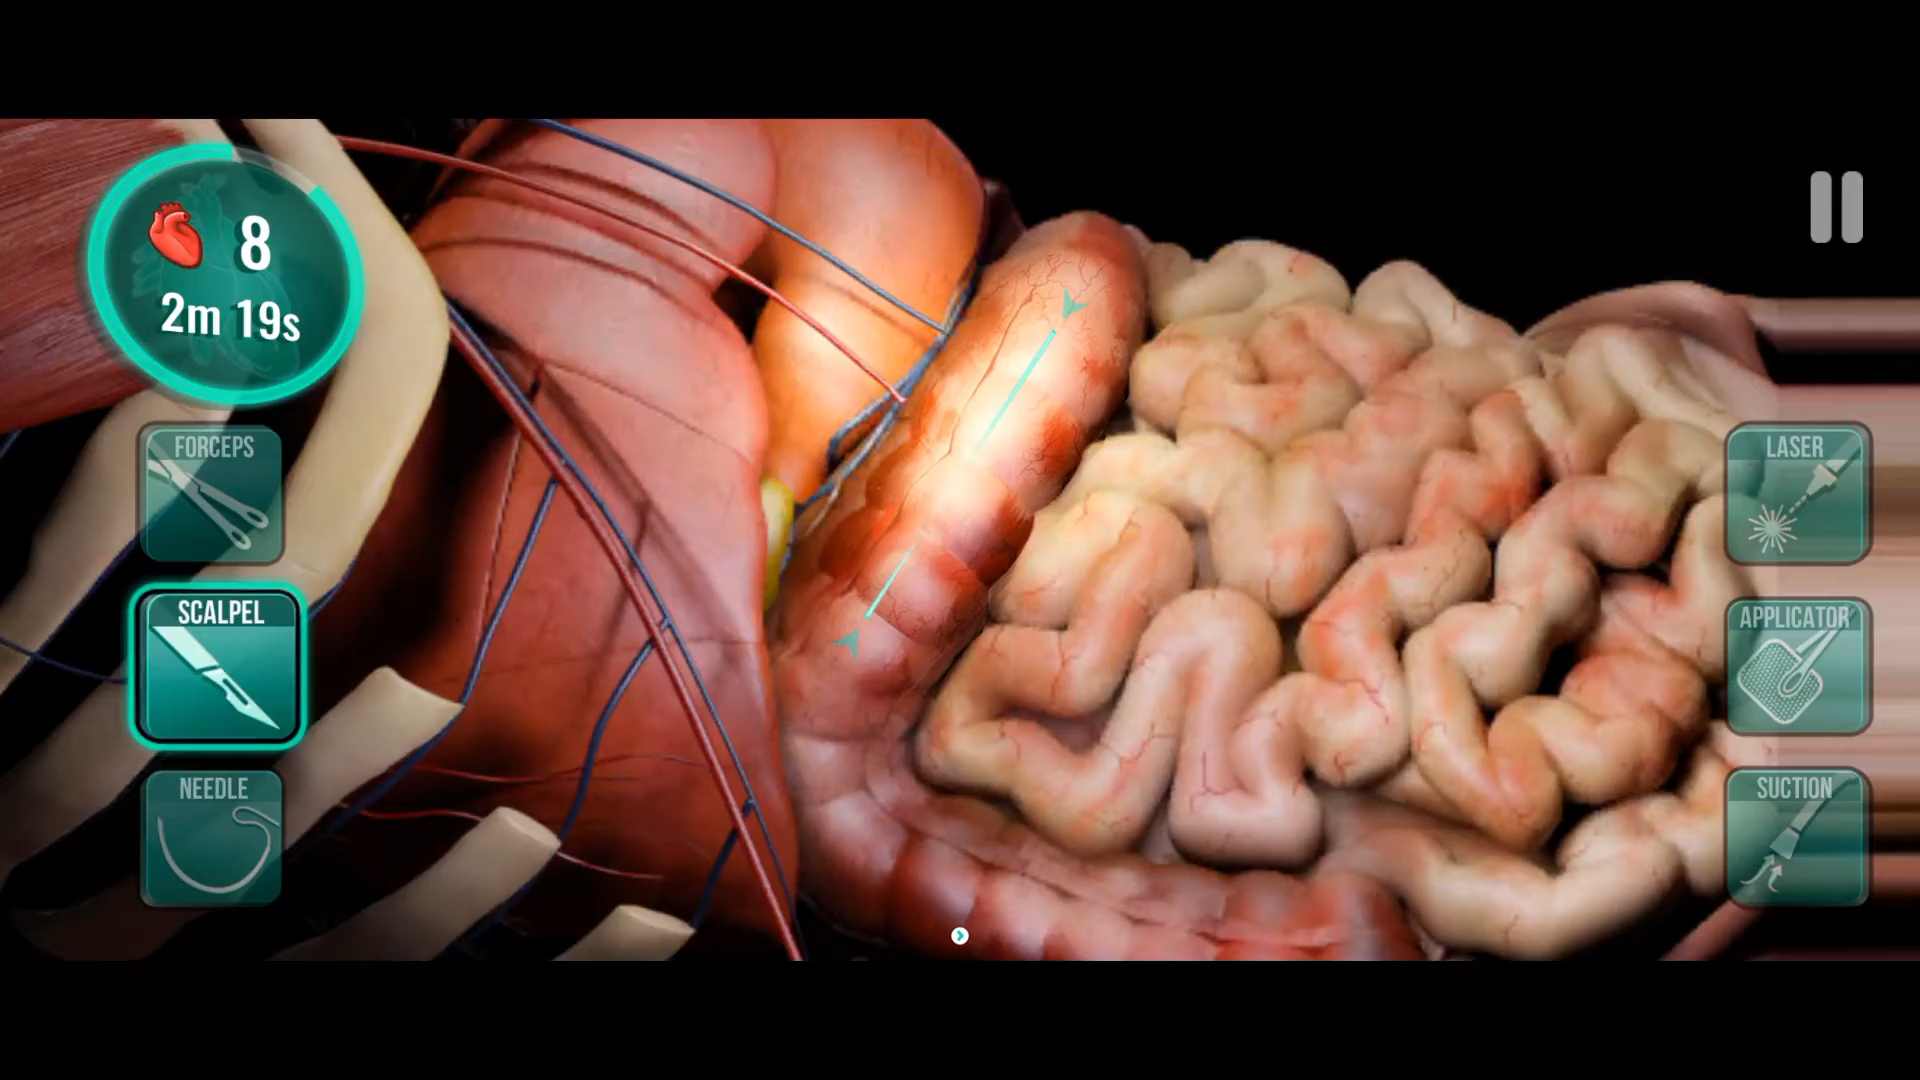 8
2m 19s
FORCEPS
SCALPEL
NEEDLE
LASER
APPLICATOR
SUCTION